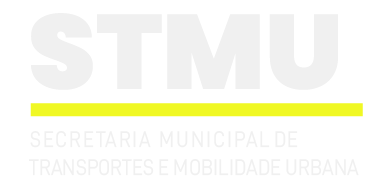 STMU
SECRETARIA MUNICIPAL DE
TRANSPORTES E MOBILIDADE URBANA